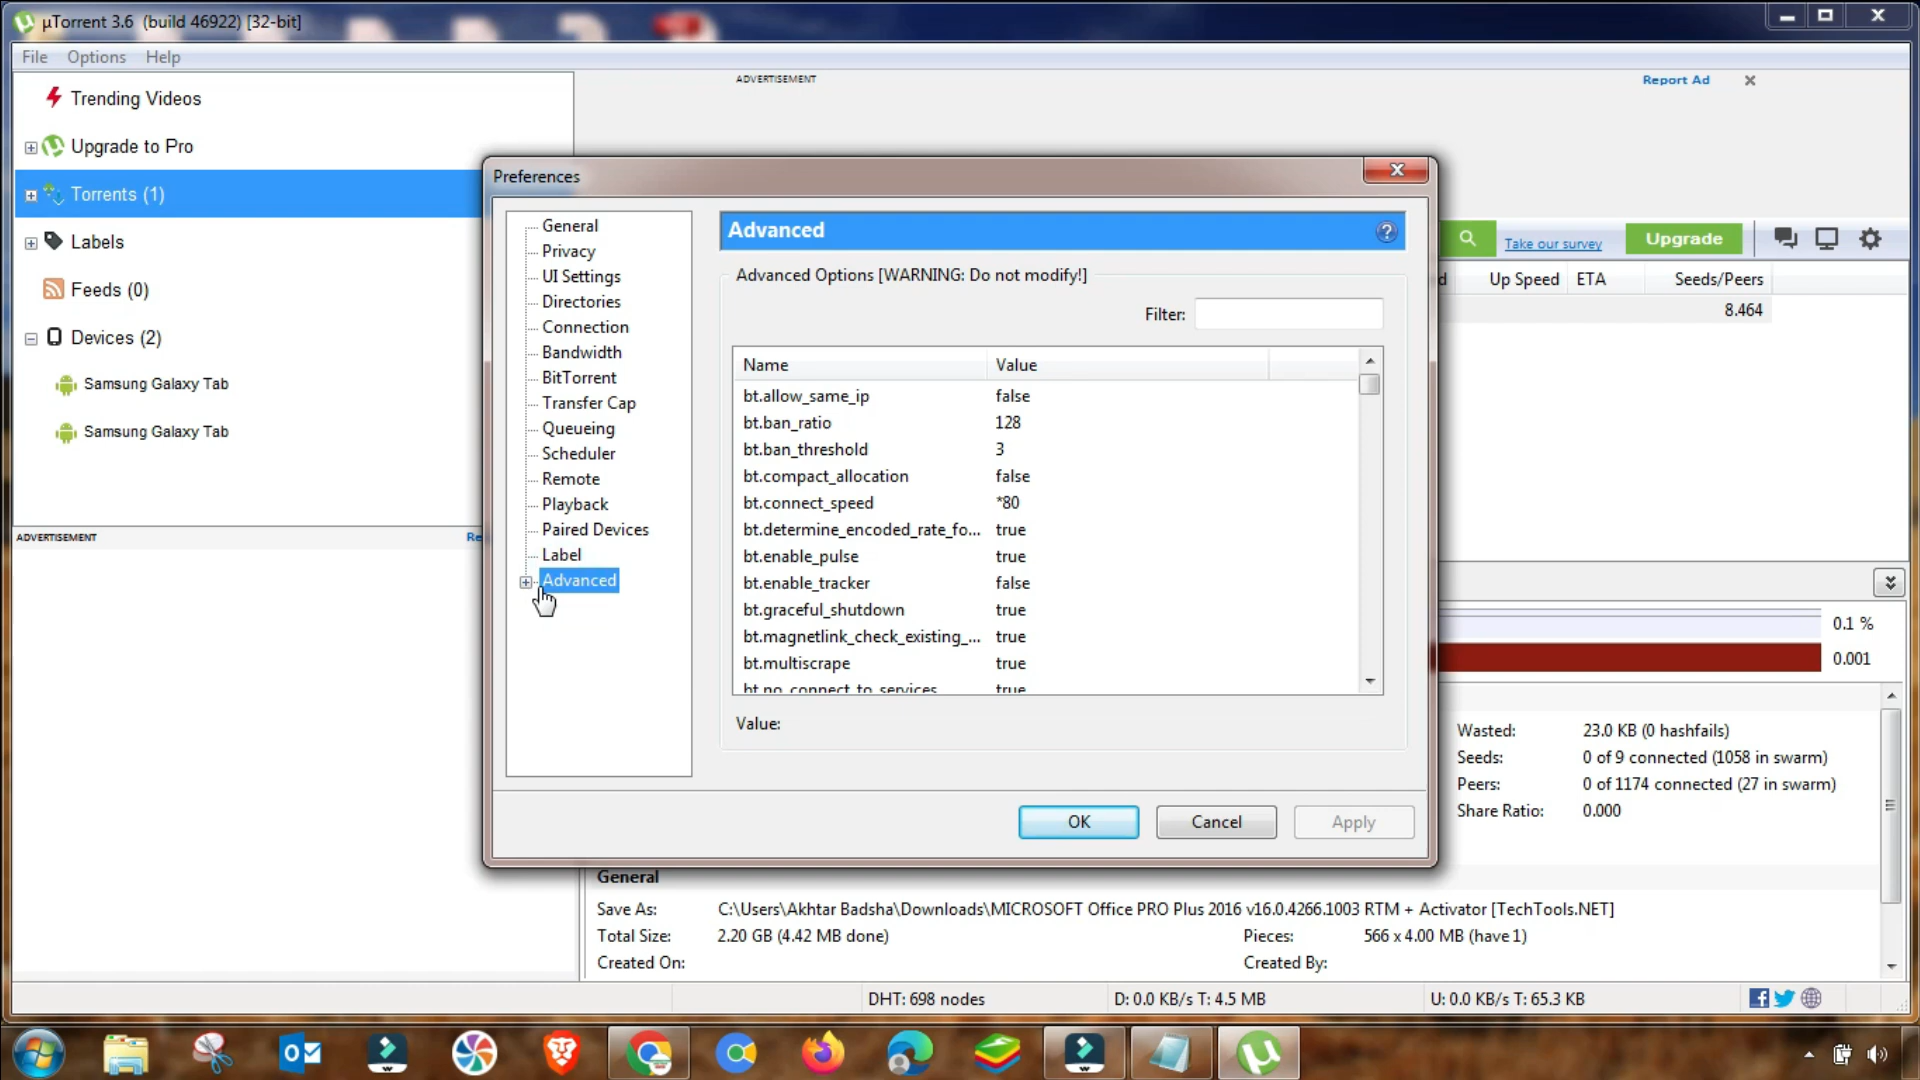 µTorrent 3.6 (build 46922) [32-bit]
File Options Help
Trending Videos
Upgrade to Pro
Torrents (1)
Labels
Feeds (0)
Devices (2)
Samsung Galaxy Tab
Samsung Galaxy Tab
ADVERTISEMENT
Re
ADVERTISEMENT Report Ad
Take our survey Upgrade
d Up Speed ETA Seeds/Peers
8.464
Preferences
General
Privacy
UI Settings
Directories
Connection
Bandwidth
BitTorrent
Transfer Cap
Queueing
Scheduler
Remote
Playback
Paired Devices
Label
Advanced
Advanced
Advanced Options [WARNING: Do not modify!]
Filter:
Name Value
bt.allow_same_ip false
bt.ban_ratio 128
bt.ban_threshold 3
bt.compact_allocation false
bt.connect_speed *80
bt.determine_encoded_rate_fo... true
bt.enable_pulse true
bt.enable_tracker false
bt.graceful_shutdown true
bt.magnetlink_check_existing_... true
bt.multiscrape true
bt.no_connect_to_services true
Value:
OK Cancel Apply
0.1 %
0.001
Wasted: 23.0 KB (0 hashfails)
Seeds: 0 of 9 connected (1058 in swarm)
Peers: 0 of 1174 connected (27 in swarm)
Share Ratio: 0.000
General
Save As: C:\Users\Akhtar Badsha\Downloads\MICROSOFT Office PRO Plus 2016 v16.0.4266.1003 RTM + Activator [TechTools.NET]
Total Size: 2.20 GB (4.42 MB done) Pieces: 566 x 4.00 MB (have 1)
Created On: Created By:
DHT: 698 nodes D: 0.0 KB/s T: 4.5 MB U: 0.0 KB/s T: 65.3 KB